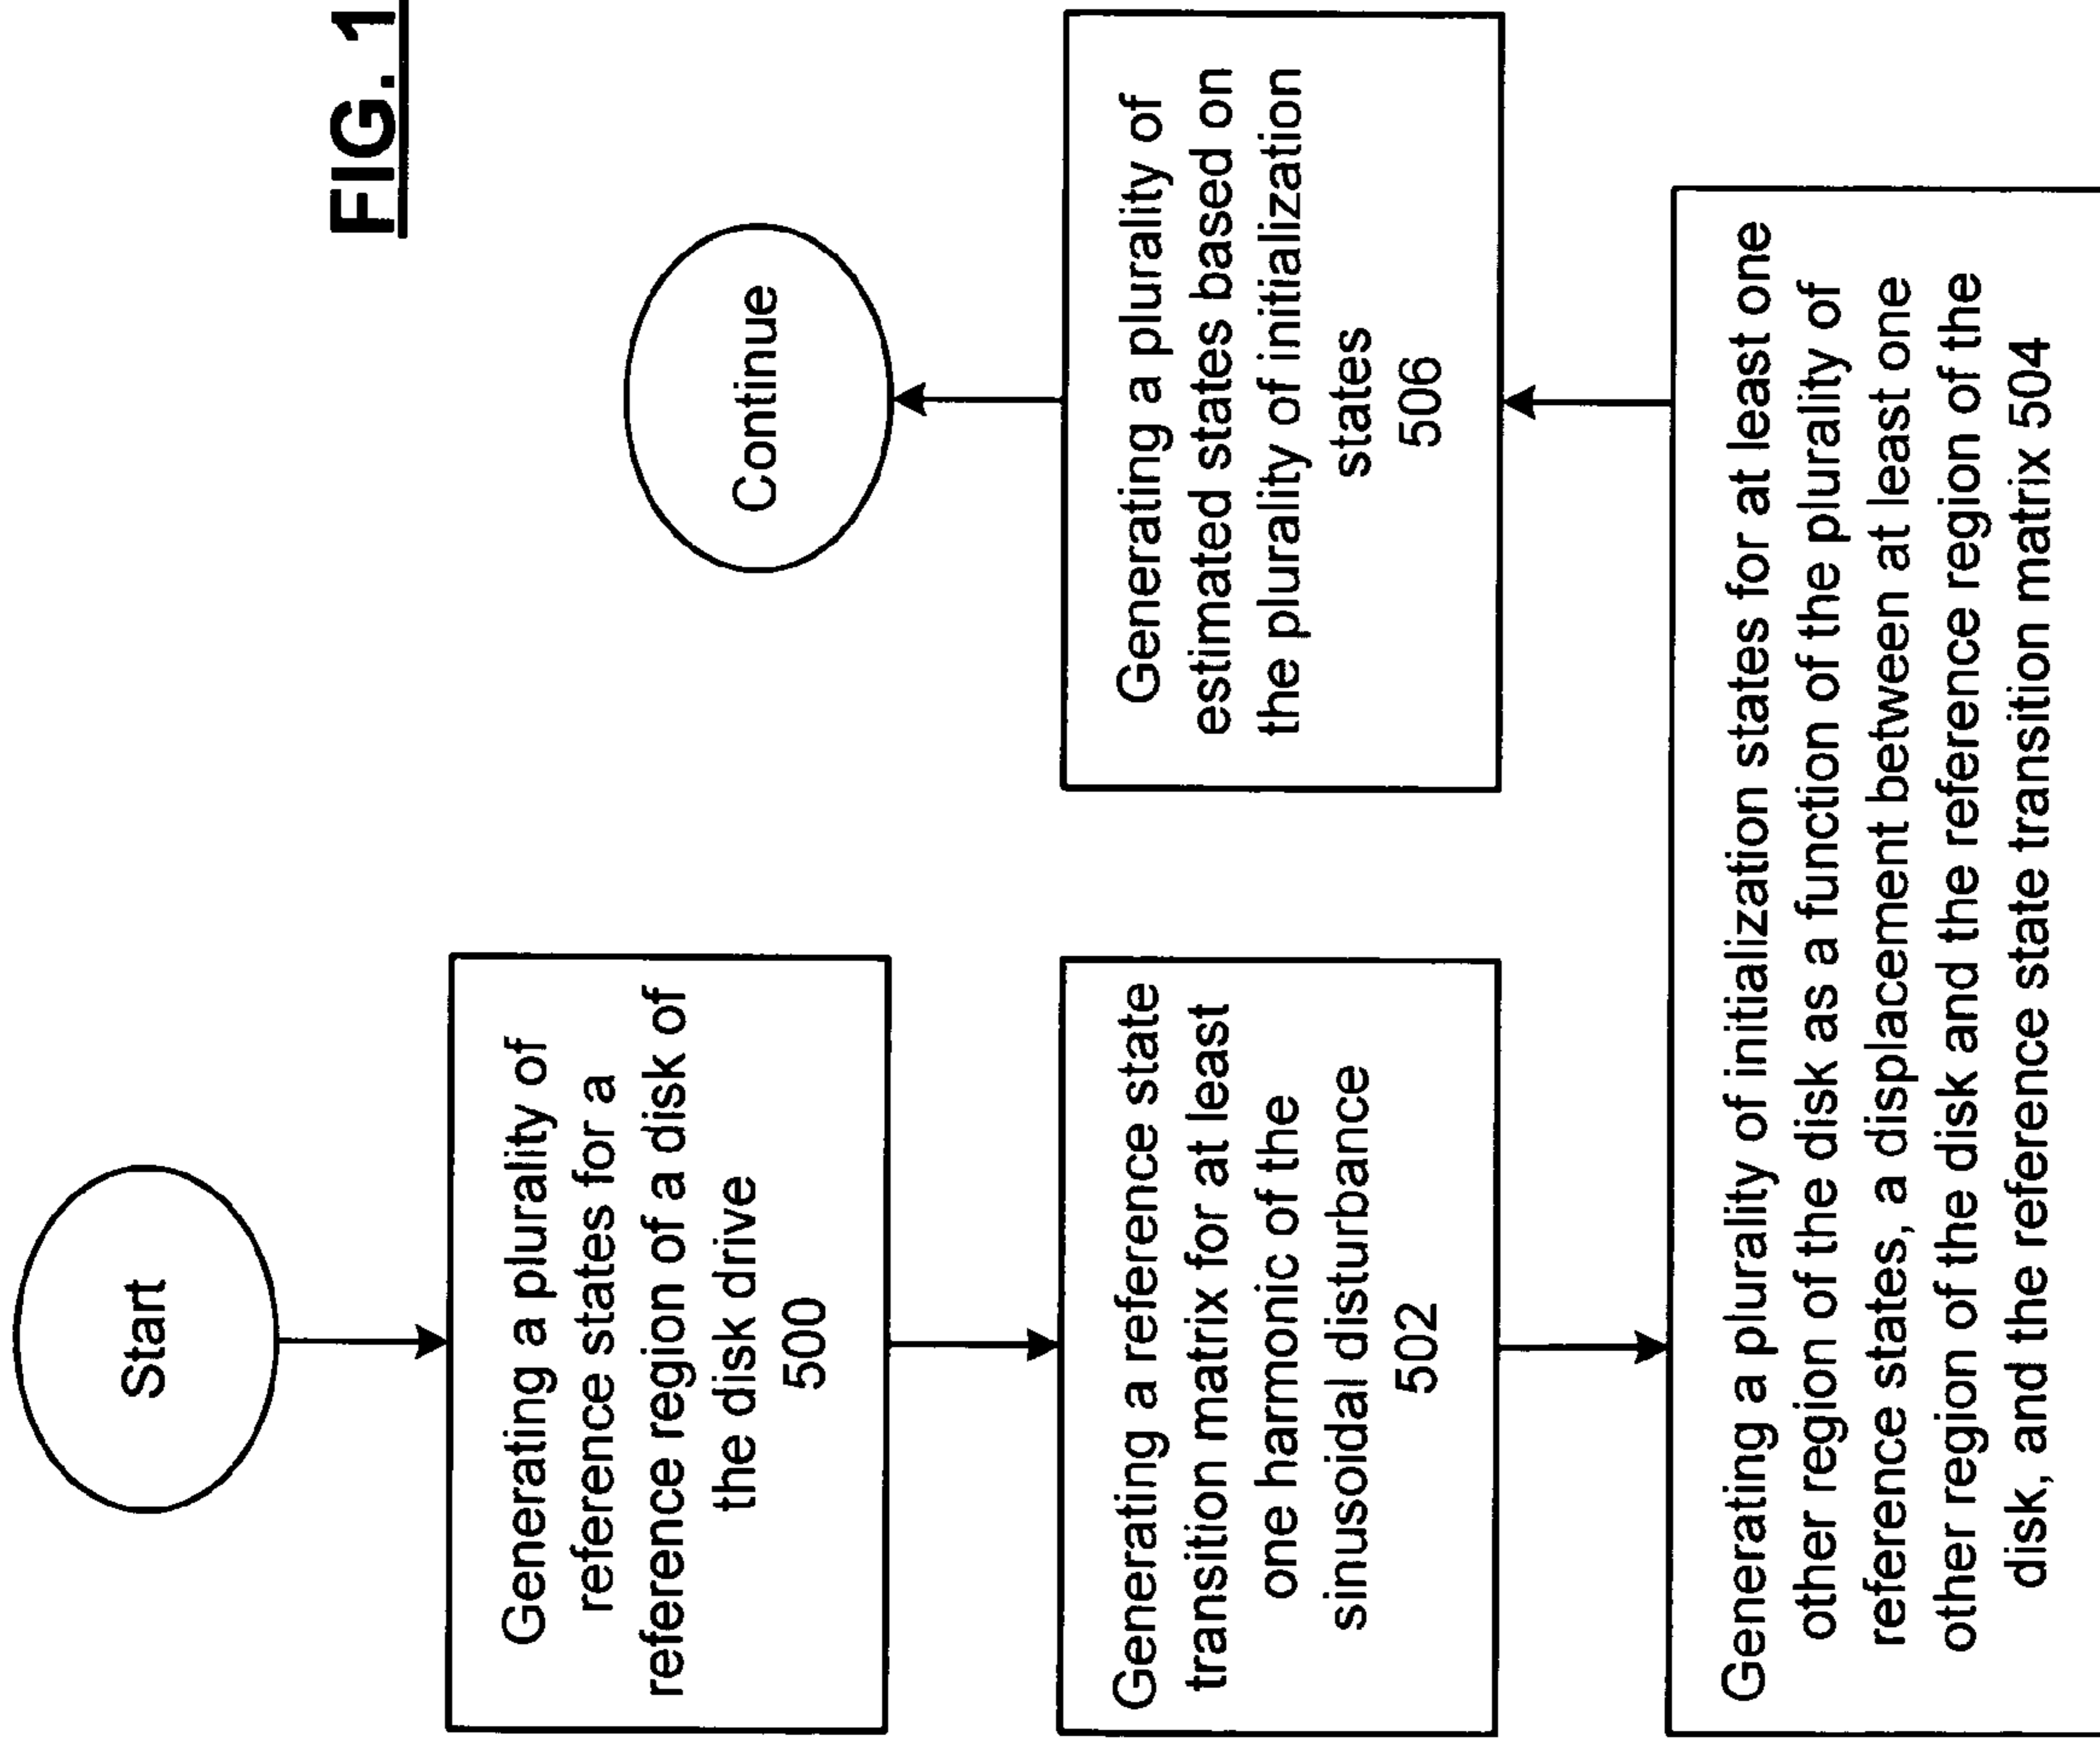 FIG. 1
Start
Generating a plurality of
reference states for a
reference region of a disk of
the disk drive
500
Generating a reference state
transition matrix for at least
one harmonic of the
sinusoidal disturbance
502
Generating a plurality of initialization states for at least one
other region of the disk as a function of the plurality of
reference states, a displacement between at least one
other region of the disk and the reference region of the
disk, and the reference state transition matrix 504
Generating a plurality of
estimated states based on
the plurality of initialization
states
506
Continue